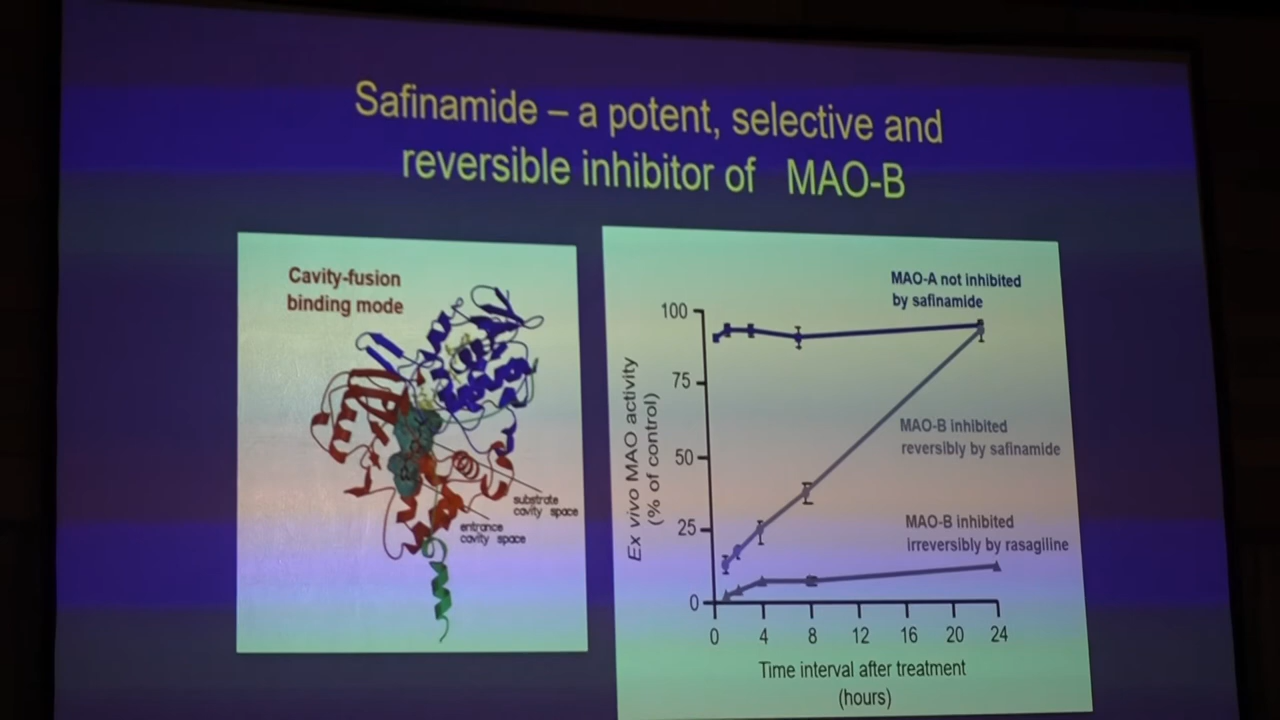 Safinamide – a potent, selective and
reversible inhibitor of MAO-B
Cavity-fusion
binding mode
substrate
cavity space
entrance
cavity space
MAO-A not inhibited
by safinamide
MAO-B inhibited
reversibly by safinamide
MAO-B inhibited
irreversibly by rasagiline
Ex vivo MAO activity
(% of control)
100
75
50
25
0
0 4 8 12 16 20 24
Time interval after treatment
(hours)